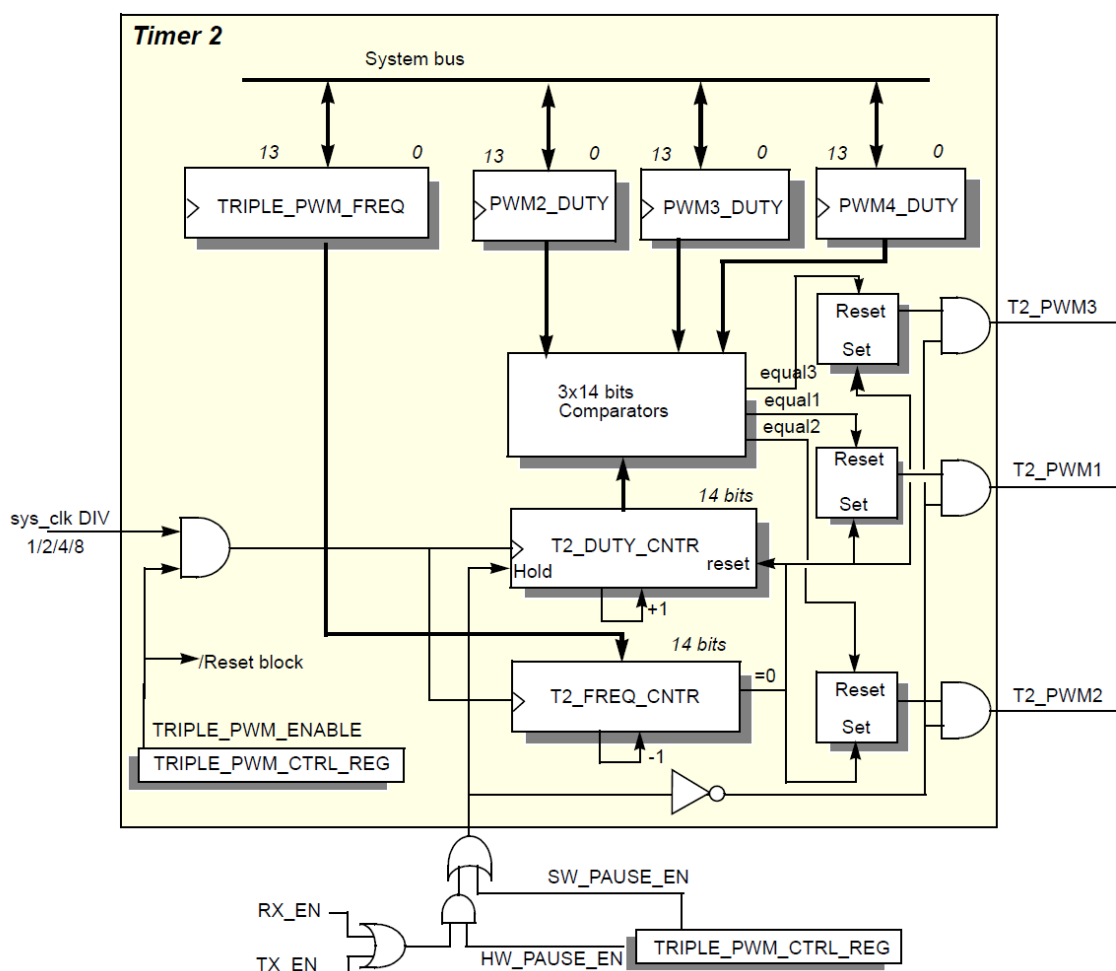 Timer 2
System bus
13 0
13 0
13 0
13 0
TRIPLE_PWM_FREQ
PWM2_DUTY
PWM3_DUTY
PWM4_DUTY
Reset
Set
T2_PWM3
3x14 bits
Comparators
equal3
equal1
equal2
Reset
Set
T2_PWM1
14 bits
sys_clk DIV
1/2/4/8
T2_DUTY_CNTR
Hold
reset
+1
14 bits
/Reset block
T2_FREQ_CNTR
=0
-1
Reset
Set
T2_PWM2
TRIPLE_PWM_ENABLE
TRIPLE_PWM_CTRL_REG
SW_PAUSE_EN
RX_EN
TX_EN
HW_PAUSE_EN
TRIPLE_PWM_CTRL_REG